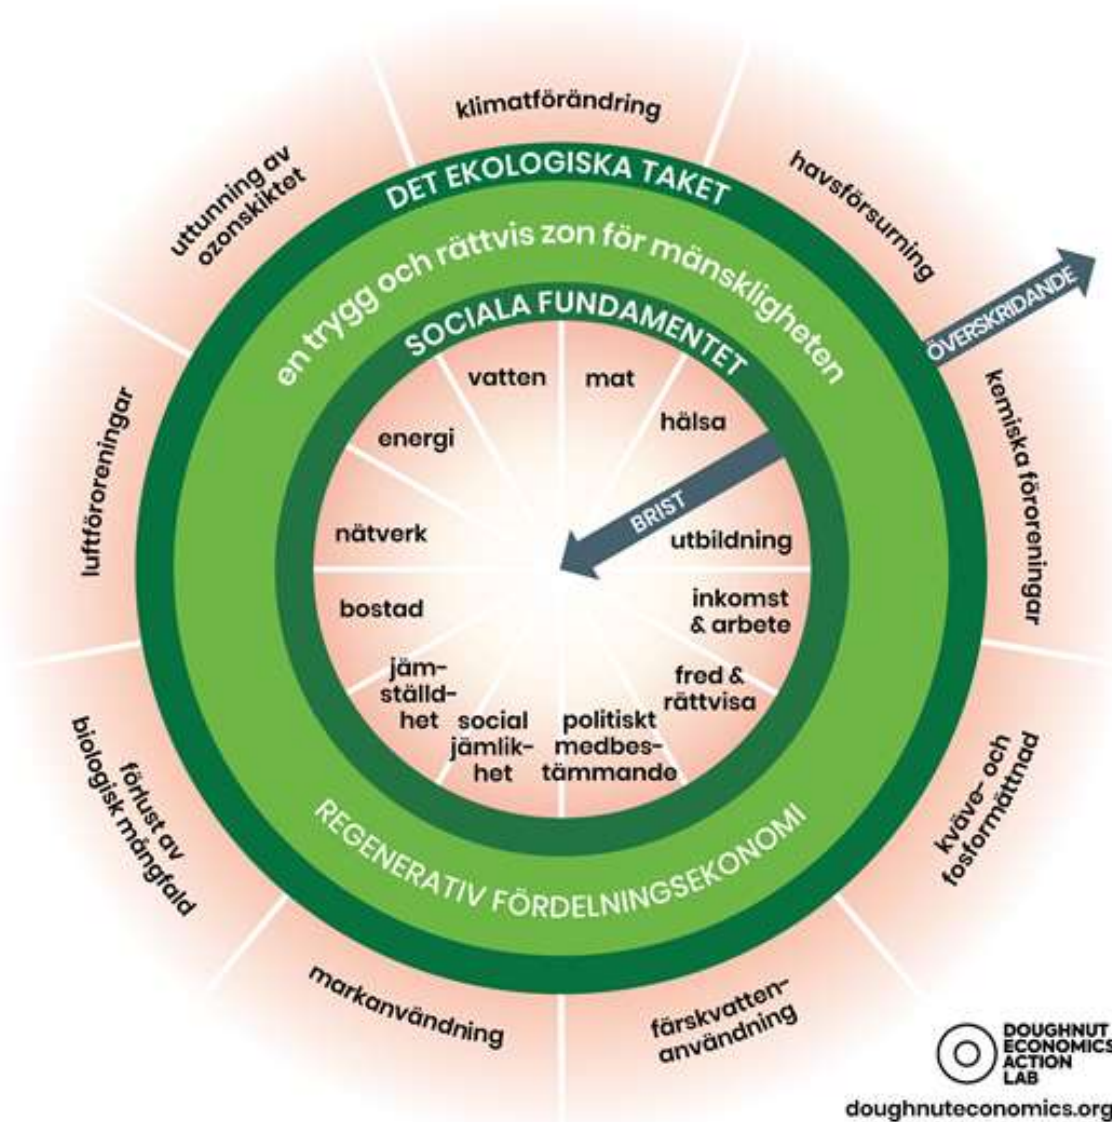 klimatförändring
havsförsurning
kemiska föroreningar
kväve- och
fosformättnad
färskvatten-
användning
markanvändning
förlust av
biologisk mångfald
luftföroreningar
uttunning av
ozonskiktet
DET EKOLOGISKA TAKET
en trygg och rättvis zon för mänskligheten
SOCIALA FUNDAMENTET
ÖVERSKRIDANDE
BRIST
vatten
mat
hälsa
utbildning
inkomst
& arbete
fred &
rättvisa
politiskt
medbes-
tämmande
social
jämlik-
het
jäm-
ställd-
het
bostad
nätverk
energi
REGENERATIV FÖRDELNINGSEKONOMI
DOUGHNUT
ECONOMICS
ACTION
LAB
doughnuteconomics.org